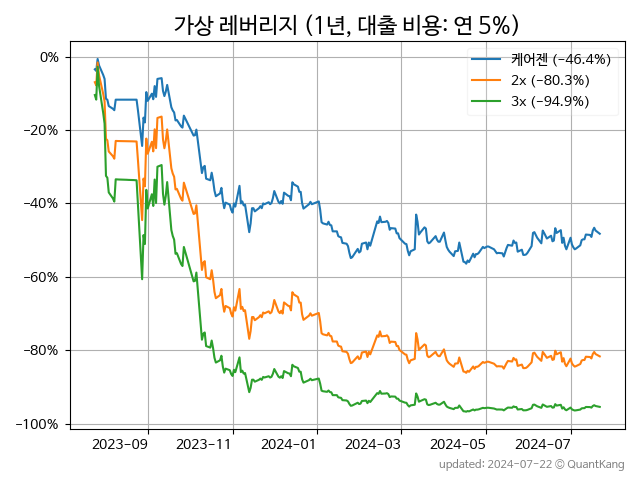 가상 레버리지 (1년, 대출 비용: 연 5%)
케어젠 (−46.4%)
2x (−80.3%)
3x (−94.9%)
0%
−20%
−40%
−60%
−80%
−100%
2023-09 2023-11 2024-01 2024-03 2024-05 2024-07
updated: 2024-07-22 © QuantKang